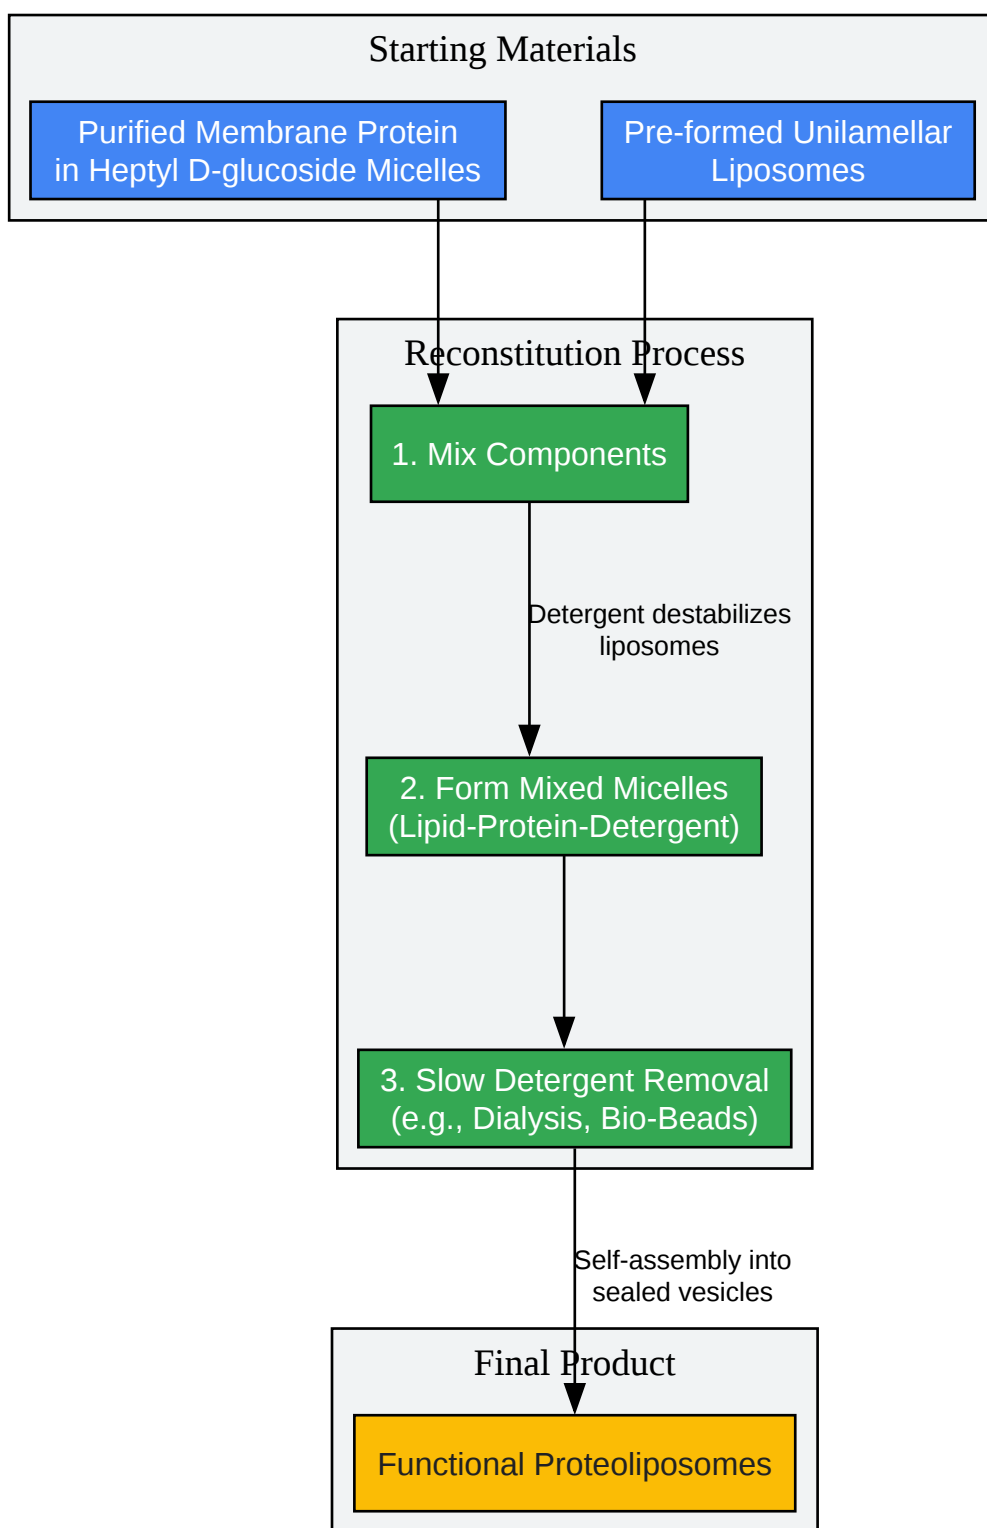 Starting Materials
Purified Membrane Protein
in Heptyl D-glucoside Micelles
Pre-formed Unilamellar
Liposomes
Reconstitution Process
1. Mix Components
Detergent destabilizes
liposomes
2. Form Mixed Micelles
(Lipid-Protein-Detergent)
3. Slow Detergent Removal
(e.g., Dialysis, Bio-Beads)
Self-assembly into
sealed vesicles
Final Product
Functional Proteoliposomes